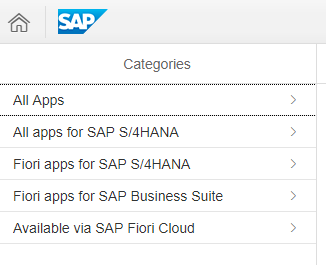 SAP
Categories
All Apps
All apps for SAP S/4HANA
Fiori apps for SAP S/4HANA
Fiori apps for SAP Business Suite
Available via SAP Fiori Cloud